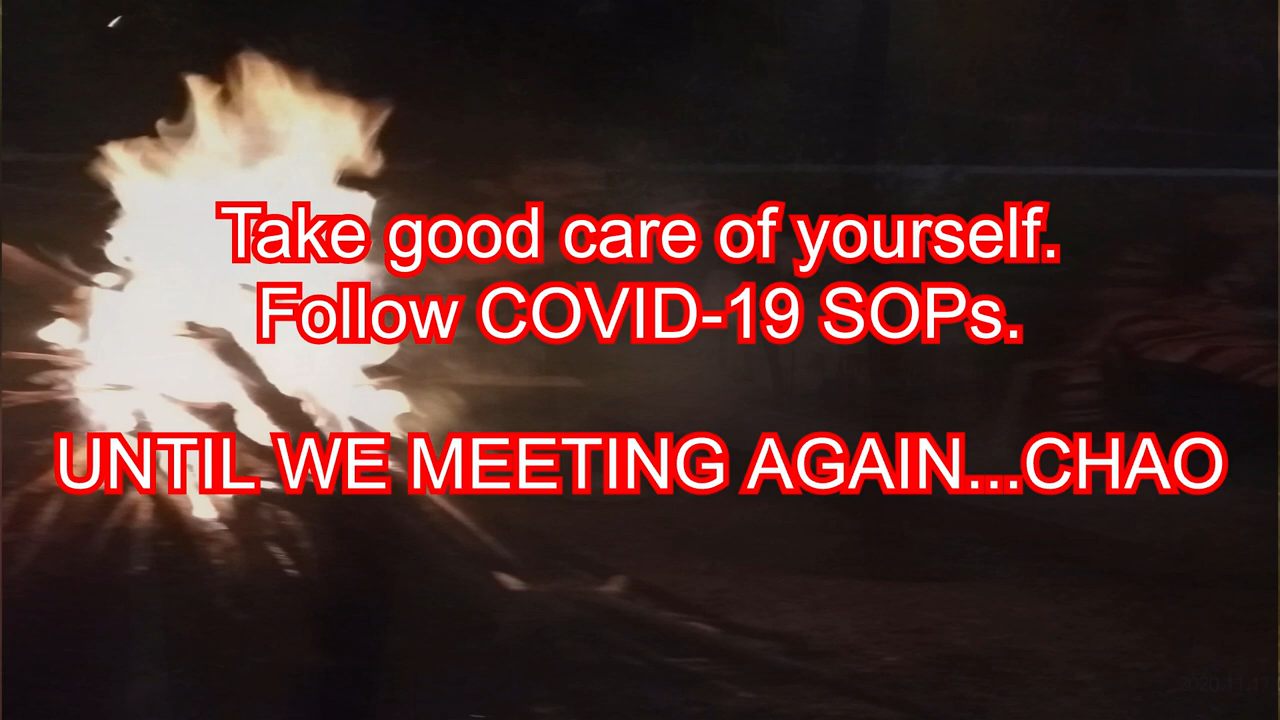 Take good care of yourself.
Follow COVID-19 SOPs.
UNTIL WE MEETING AGAIN...CHAO